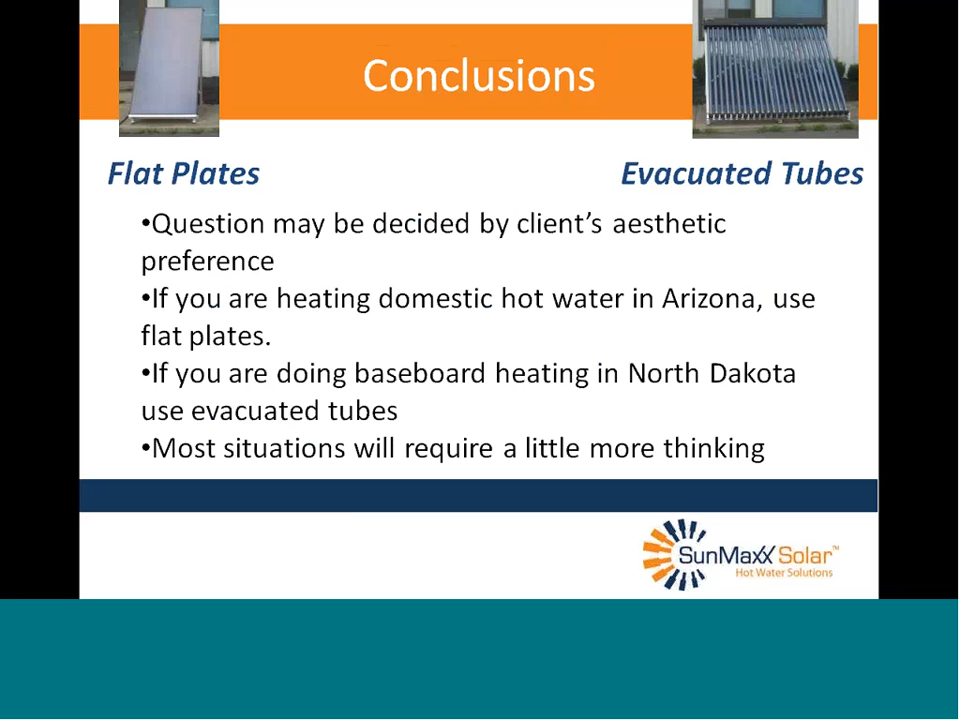 Conclusions
Flat Plates
Evacuated Tubes
•Question may be decided by client’s aesthetic
preference
•If you are heating domestic hot water in Arizona, use
flat plates.
•If you are doing baseboard heating in North Dakota
use evacuated tubes
•Most situations will require a little more thinking
SunMaxx Solar™
Hot Water Solutions